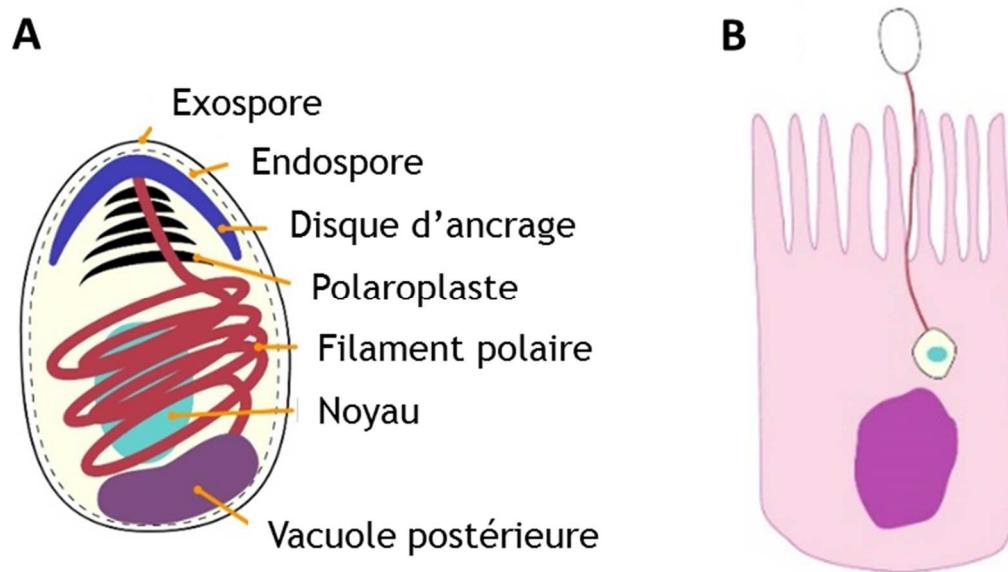 A
B
Exospore
Endospore
Disque d’ancrage
Polaroplaste
Filament polaire
Noyau
Vacuole postérieure